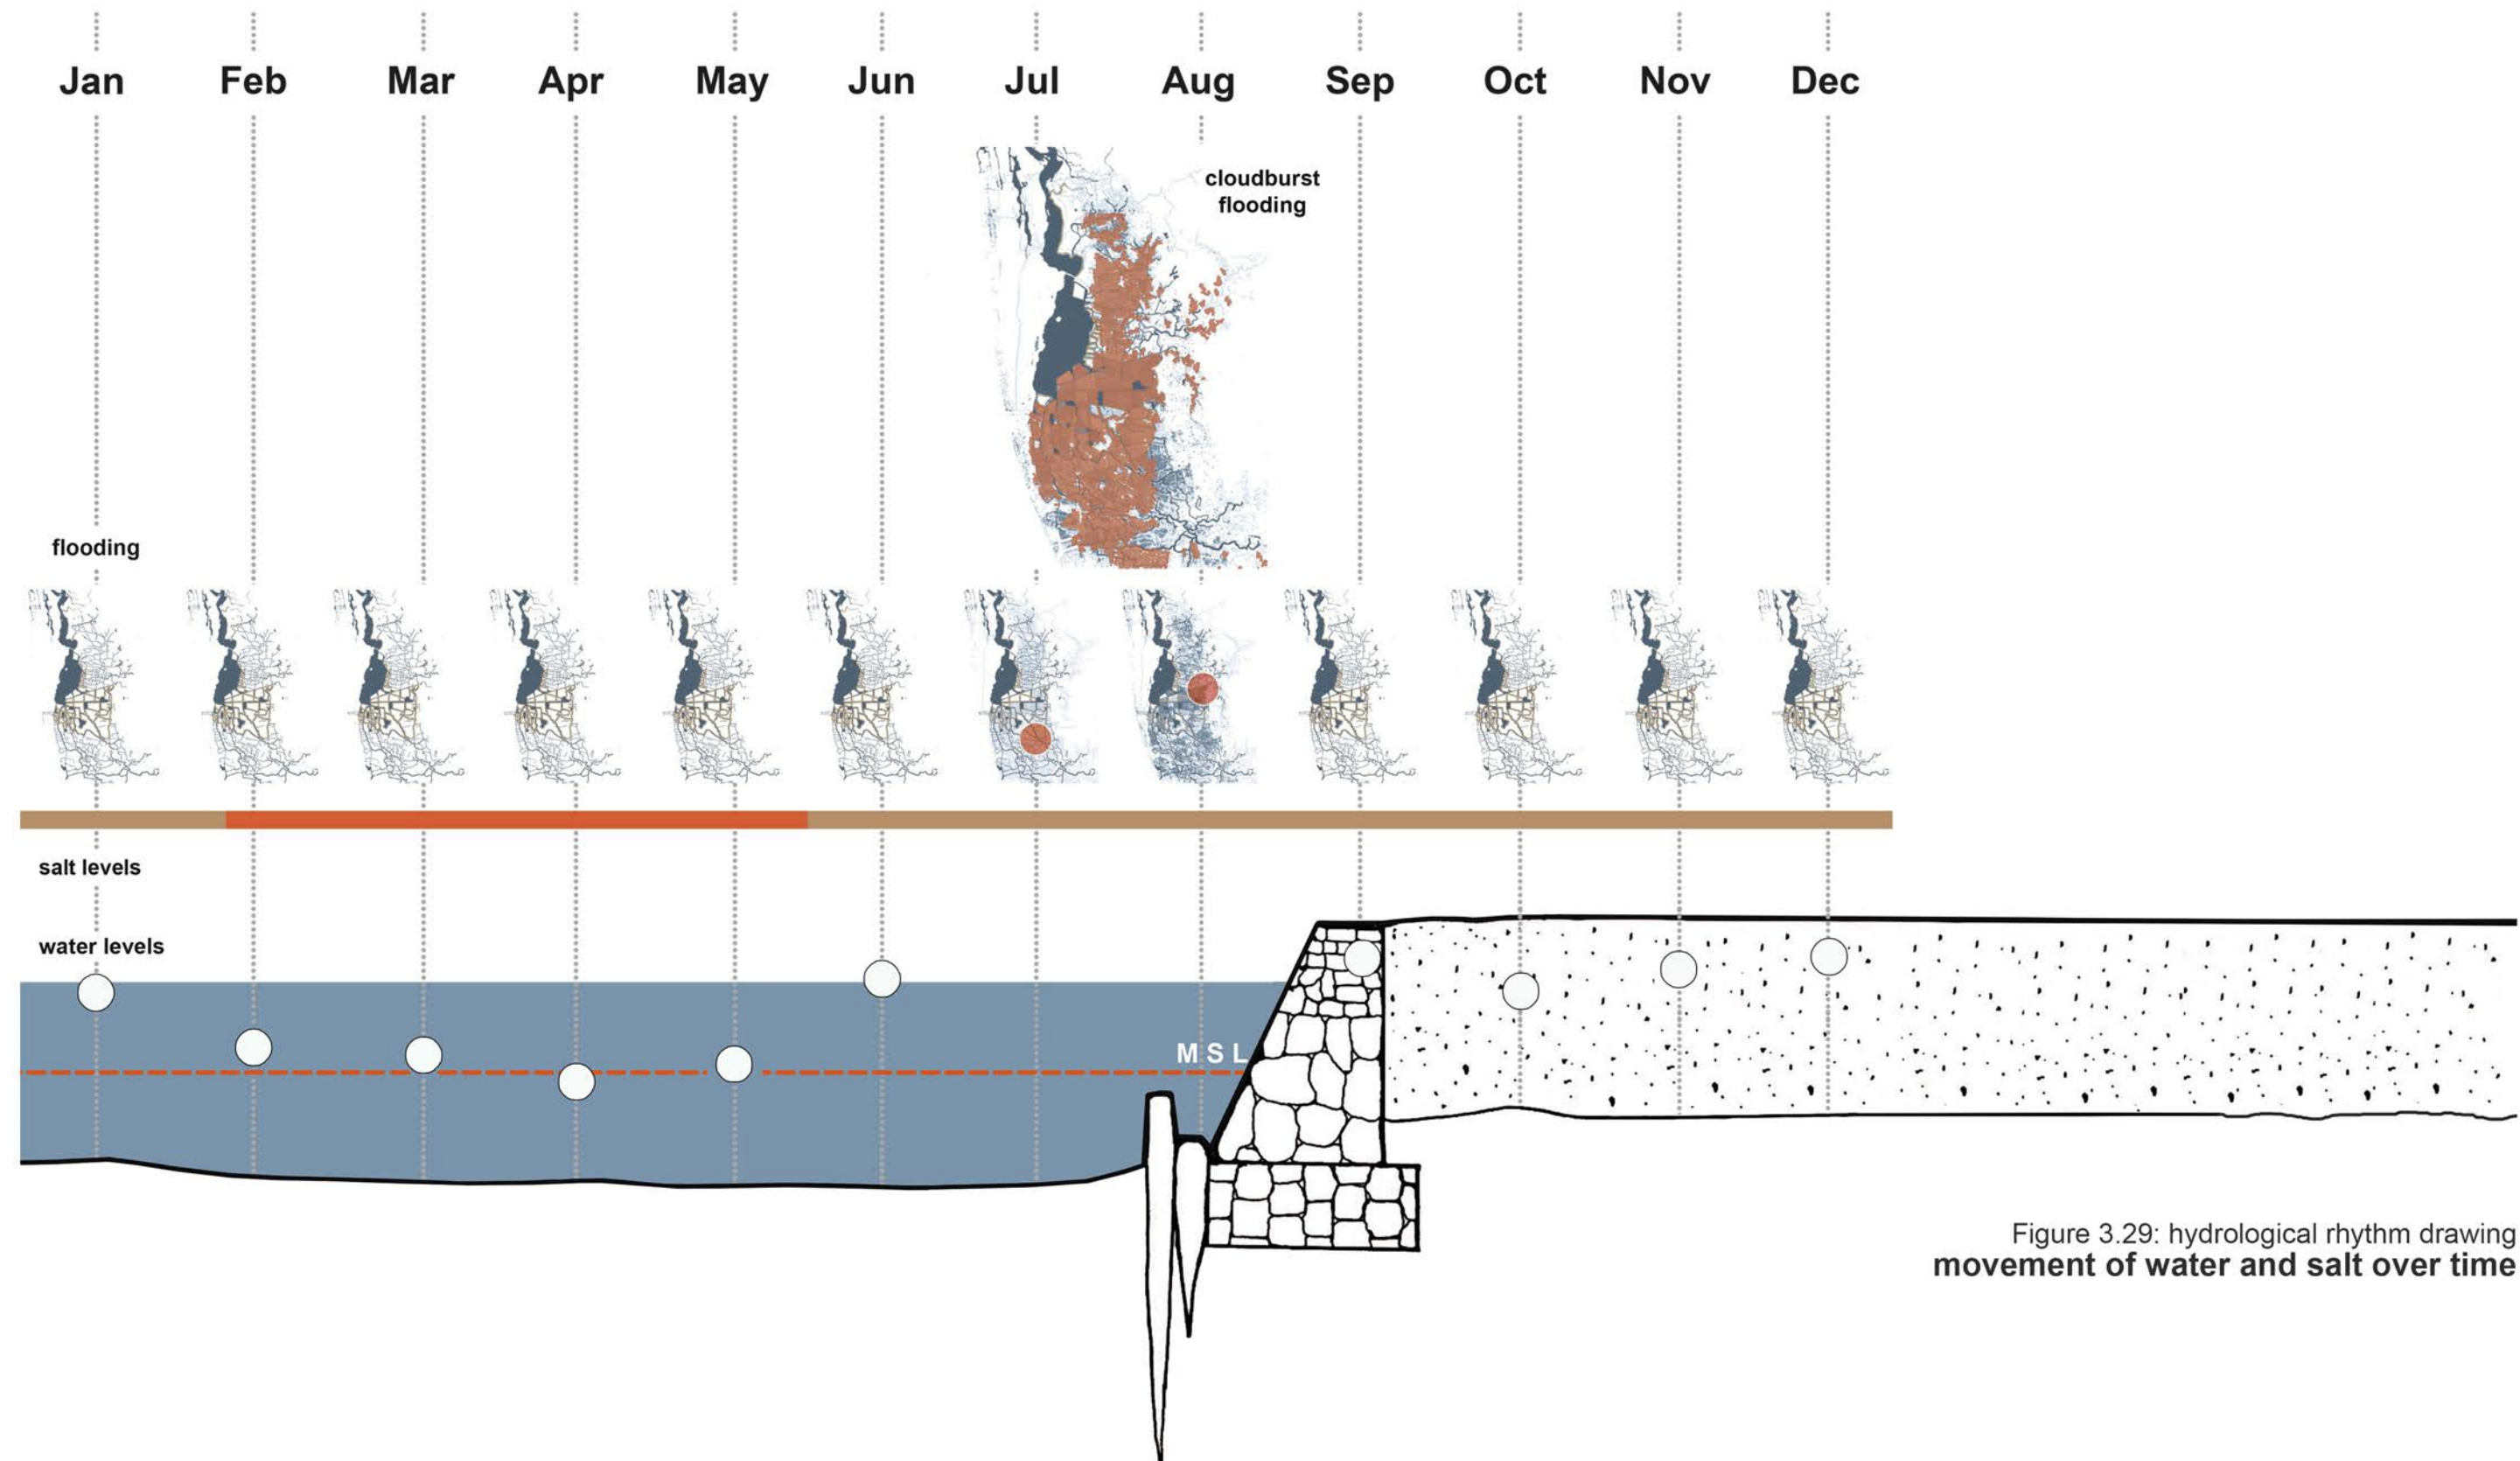 Jan Feb Mar Apr May Jun Jul Aug Sep Oct Nov Dec
cloudburst
flooding
flooding
salt levels
water levels
MSL
Figure 3.29: hydrological rhythm drawing
movement of water and salt over time